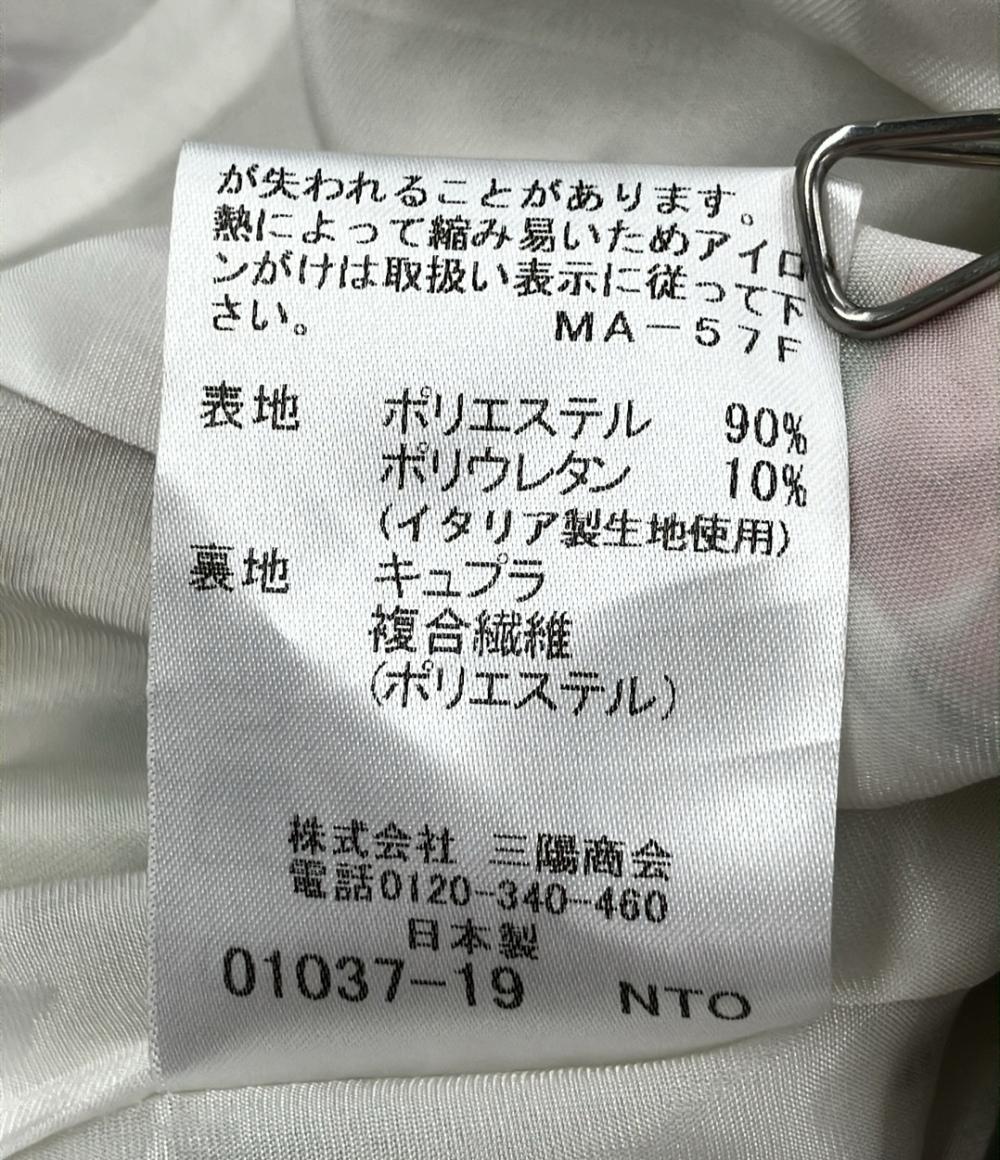 が失われることがあります。
熱によって縮み易いためアイロ
ンがけは取扱い表示に従って下
さい。 MA-57F
表地 ポリエステル 90%
ポリウレタン 10%
(イタリア製生地使用)
裏地 キュプラ
複合繊維
(ポリエステル)
株式会社 三陽商会
電話0120-340-460
日本製
01037-19 NTO